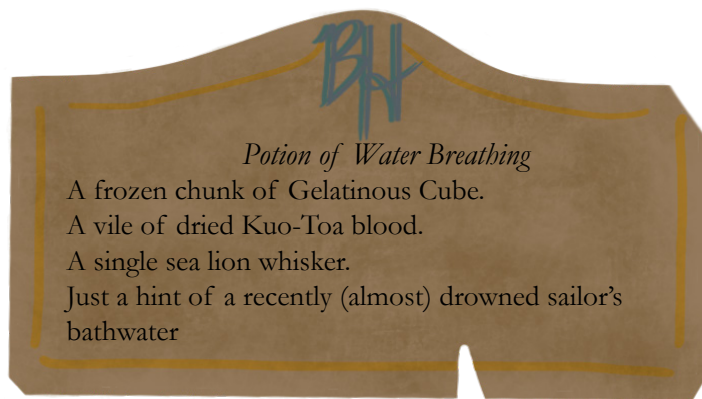 BH
Potion of Water Breathing
A frozen chunk of Gelatinous Cube.
A vile of dried Kuo-Toa blood.
A single sea lion whisker.
Just a hint of a recently (almost) drowned sailor's
bathwater